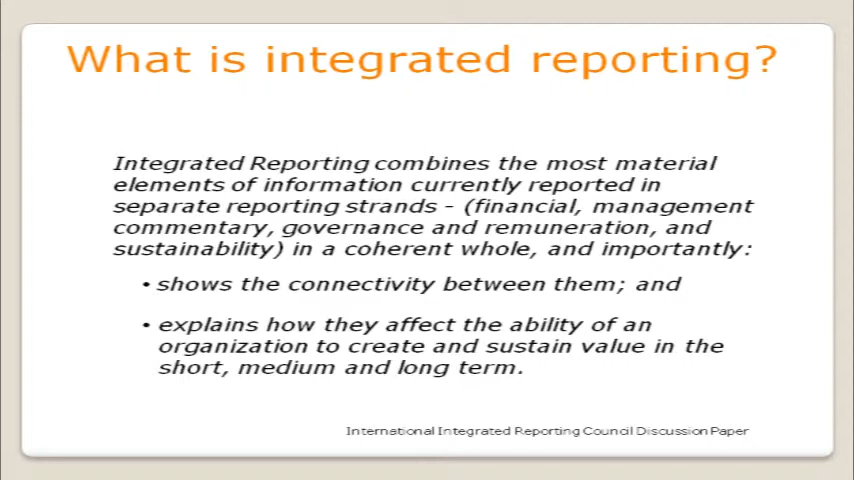 What is integrated reporting?
Integrated Reporting combines the most material
elements of information currently reported in
separate reporting strands - (financial, management
commentary, governance and remuneration, and
sustainability) in a coherent whole, and importantly:
• shows the connectivity between them; and
• explains how they affect the ability of an
organization to create and sustain value in the
short, medium and long term.
International Integrated Reporting Council Discussion Paper